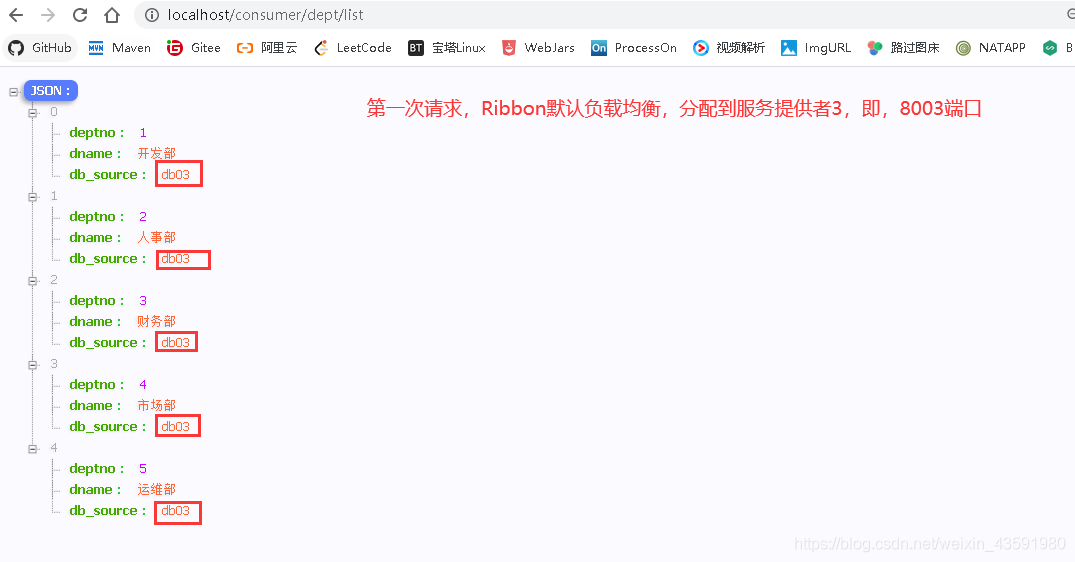 localhost/consumer/dept/list
GitHub Maven Gitee 阿里云 LeetCode 宝塔Linux WebJars ProcessOn 视频解析 ImgURL 路过图床 NATAPP B
JSON :
第一次请求，Ribbon默认负载均衡，分配到服务提供者3，即，8003端口
0
deptno : 1
dname : 开发部
db_source : db03
1
deptno : 2
dname : 人事部
db_source : db03
2
deptno : 3
dname : 财务部
db_source : db03
3
deptno : 4
dname : 市场部
db_source : db03
4
deptno : 5
dname : 运维部
db_source : db03
https://blog.csdn.net/weixin_43591980